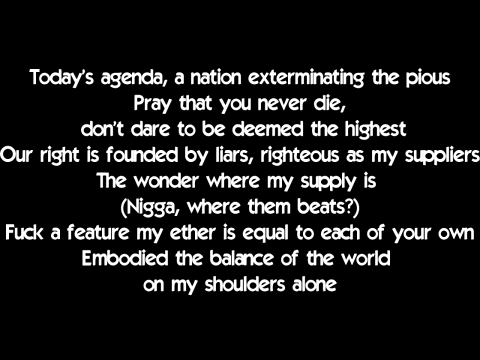 Today's agenda, a nation exterminating the pious
Pray that you never die,
don't dare to be deemed the highest
Our right is founded by liars, righteous as my suppliers
The wonder where my supply is
(Nigga, where them beats?)
Fuck a feature my ether is equal to each of your own
Embodied the balance of the world
on my shoulders alone